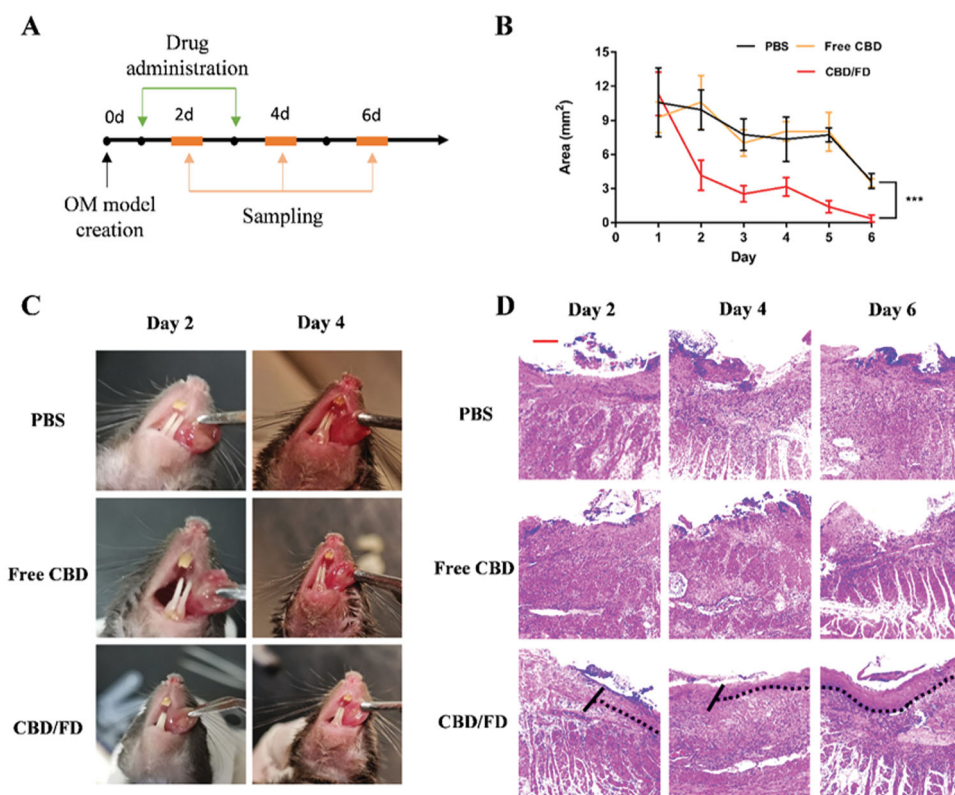 A
Drug
administration
0d
2d
4d
6d
OM model
creation
Sampling
B
PBS
Free CBD
CBD/FD
15
12
9
6
3
0
Area (mm²)
0
1
2
3
4
5
6
Day
***
C
Day 2
Day 4
PBS
Free CBD
CBD/FD
D
Day 2
Day 4
Day 6
PBS
Free CBD
CBD/FD